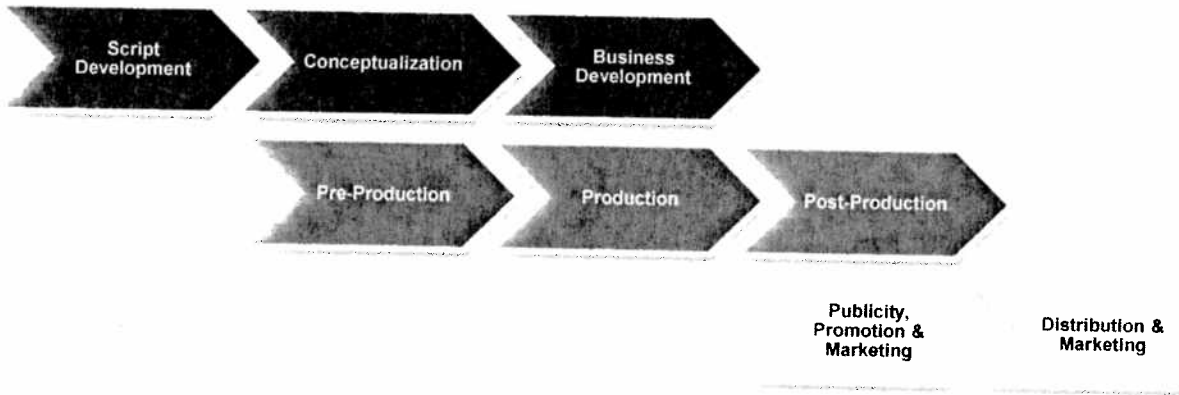 Script
Development
Conceptualization
Business
Development
Pre-Production
Production
Post-Production
Publicity,
Promotion &
Marketing
Distribution &
Marketing